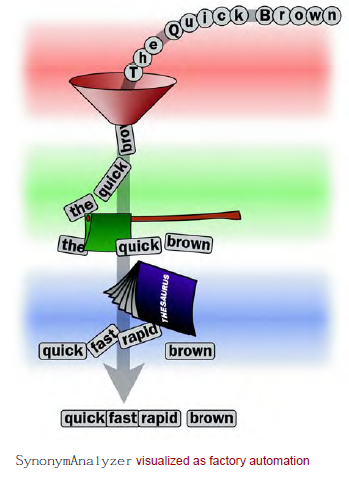 The Quick Brown
the quick bro
the quick brown
THESAURUS
quick fast rapid brown
quick fast rapid brown
SynonymAnalyzer visualized as factory automation